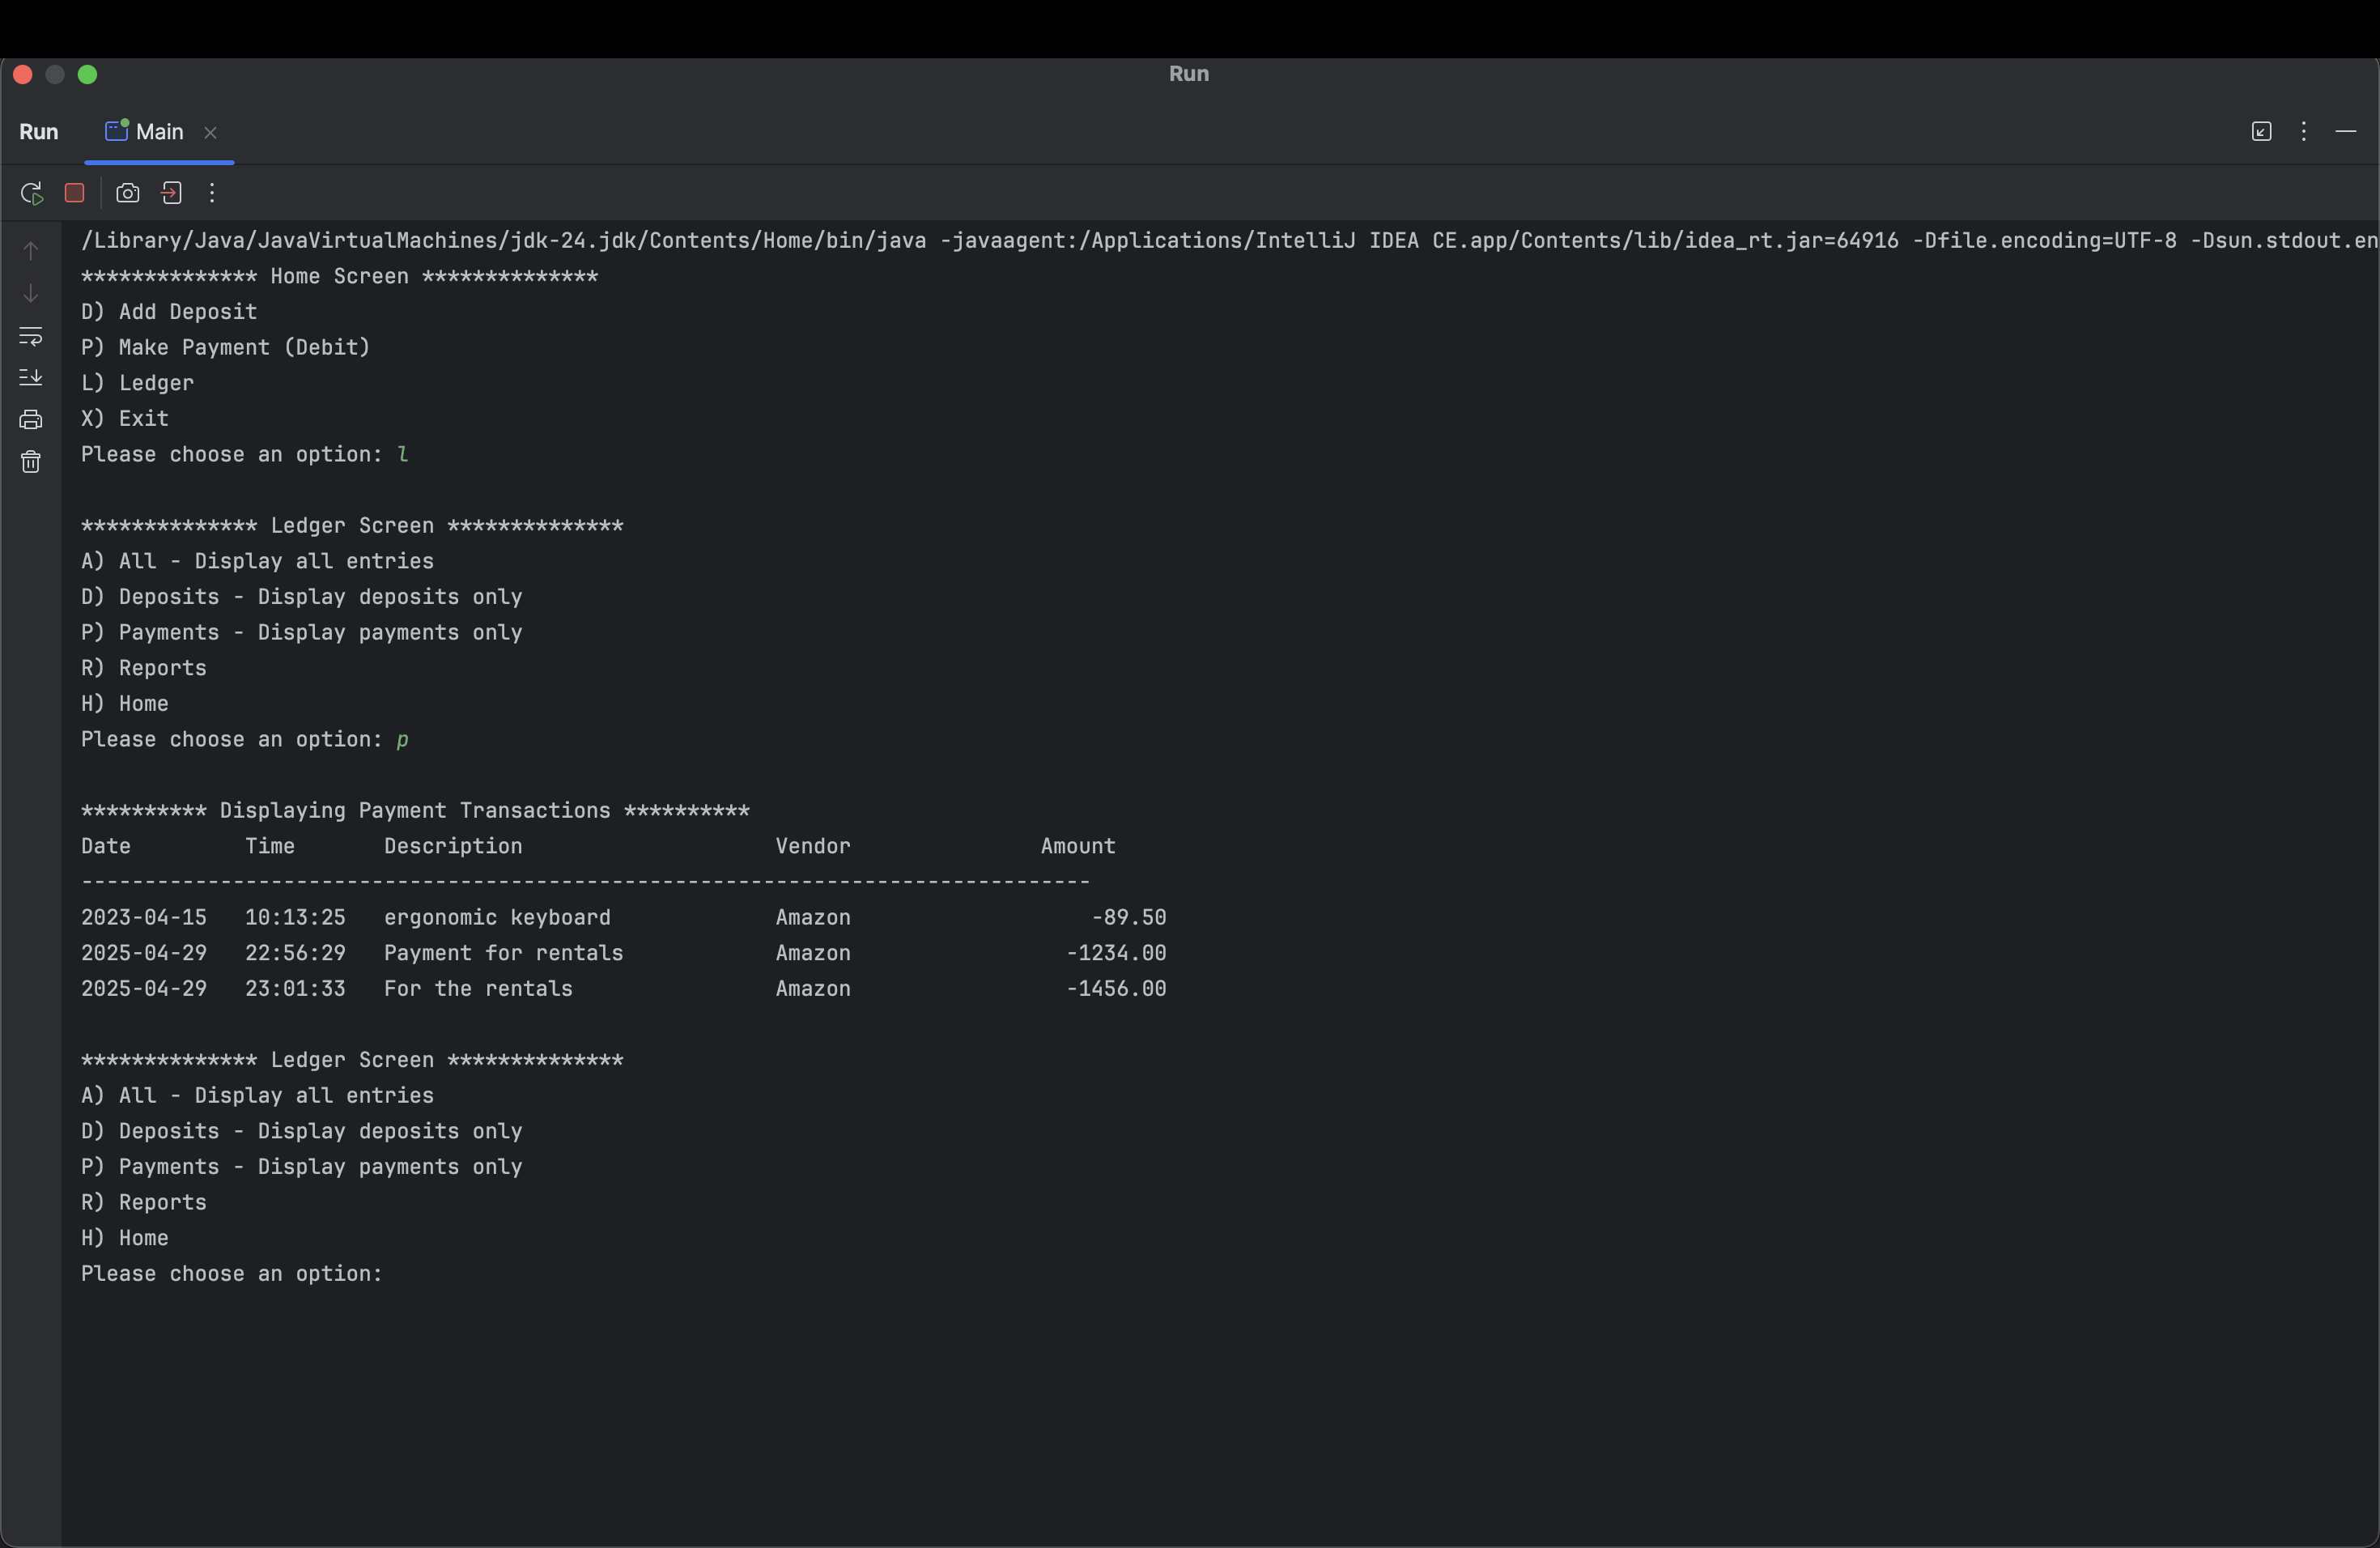 Run
Run Main
/Library/Java/JavaVirtualMachines/jdk-24.jdk/Contents/Home/bin/java -javaagent:/Applications/IntelliJ IDEA CE.app/Contents/lib/idea_rt.jar=64916 -Dfile.encoding=UTF-8 -Dsun.stdout.en
************** Home Screen **************
D) Add Deposit
P) Make Payment (Debit)
L) Ledger
X) Exit
Please choose an option: l
************** Ledger Screen **************
A) All - Display all entries
D) Deposits - Display deposits only
P) Payments - Display payments only
R) Reports
H) Home
Please choose an option: p
********** Displaying Payment Transactions **********
Date         Time       Description                    Vendor               Amount
--------------------------------------------------------------------------------
2023-04-15   10:13:25   ergonomic keyboard             Amazon                   -89.50
2025-04-29   22:56:29   Payment for rentals            Amazon                 -1234.00
2025-04-29   23:01:33   For the rentals                Amazon                 -1456.00
************** Ledger Screen **************
A) All - Display all entries
D) Deposits - Display deposits only
P) Payments - Display payments only
R) Reports
H) Home
Please choose an option: